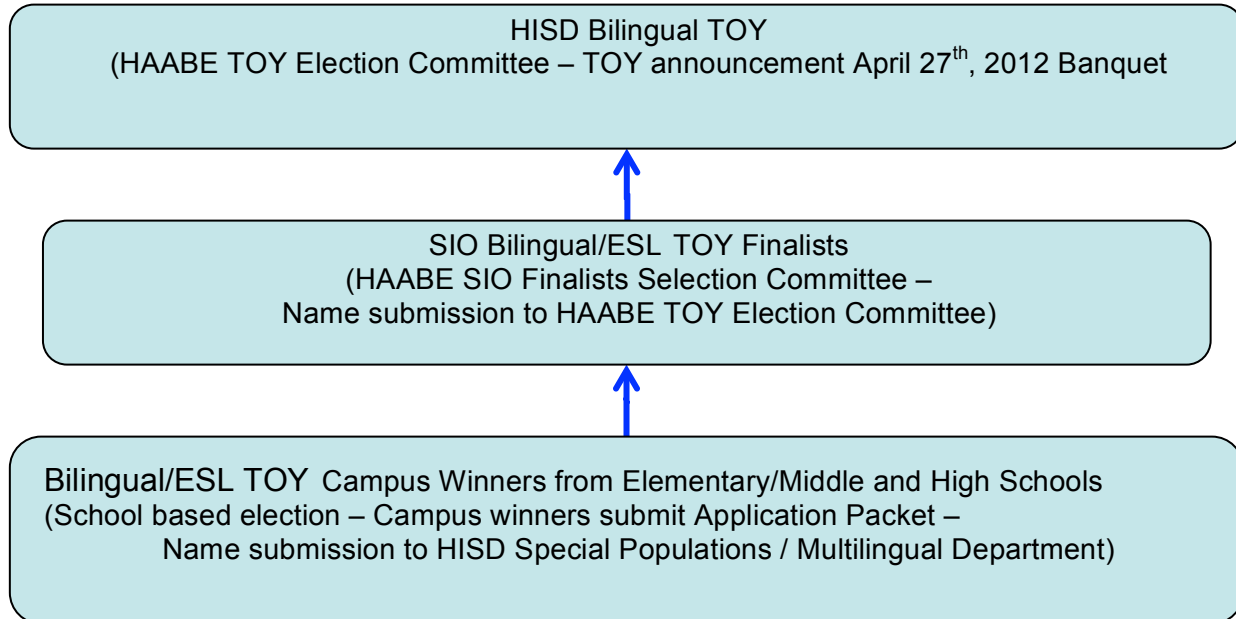 HISD Bilingual TOY
(HAABE TOY Election Committee – TOY announcement April 27th, 2012 Banquet
SIO Bilingual/ESL TOY Finalists
(HAABE SIO Finalists Selection Committee –
Name submission to HAABE TOY Election Committee)
Bilingual/ESL TOY Campus Winners from Elementary/Middle and High Schools
(School based election – Campus winners submit Application Packet –
Name submission to HISD Special Populations / Multilingual Department)